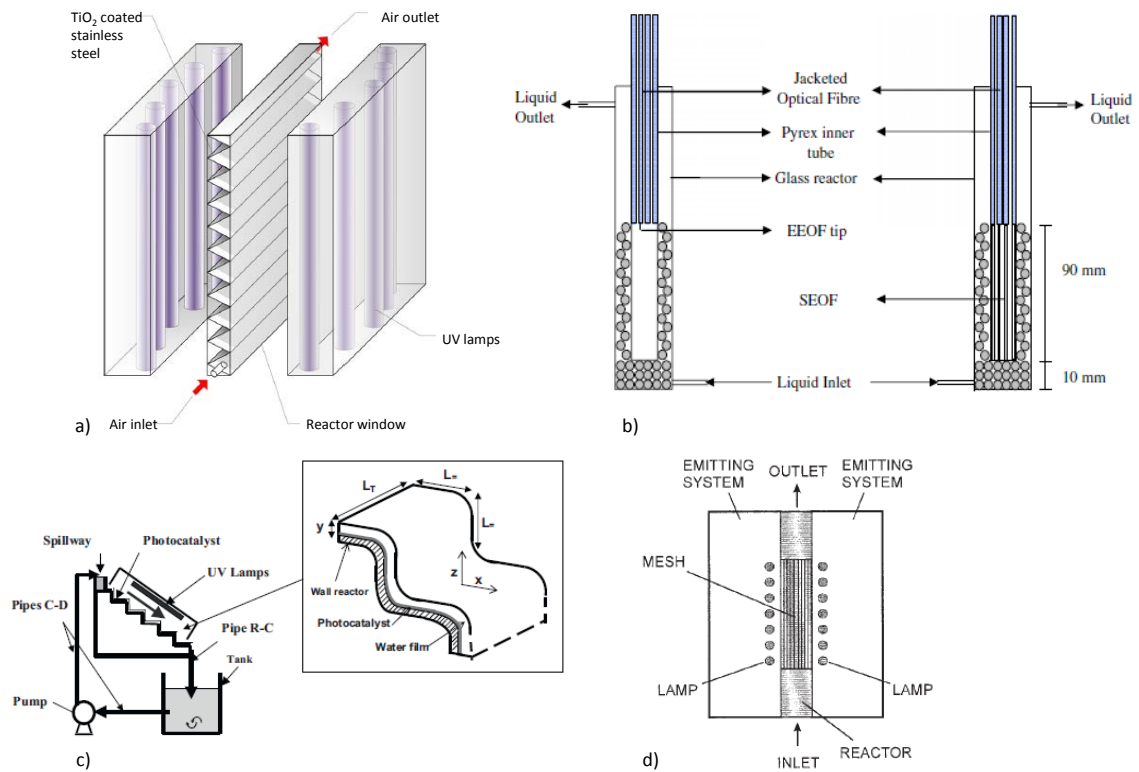 TiO2 coated
stainless
steel
Air outlet
UV lamps
Air inlet
Reactor window
a)
Liquid
Outlet
Jacketed
Optical Fibre
Liquid
Outlet
Pyrex inner
tube
Glass reactor
EEOF tip
90 mm
SEOF
Liquid Inlet
10 mm
b)
Spillway
Photocatalyst
UV Lamps
Pipes C-D
Pipe R-C
Tank
Pump
LT
L=
L=
y
z
x
Wall reactor
Photocatalyst
Water film
c)
EMITTING
SYSTEM
OUTLET
EMITTING
SYSTEM
MESH
LAMP
LAMP
REACTOR
INLET
d)